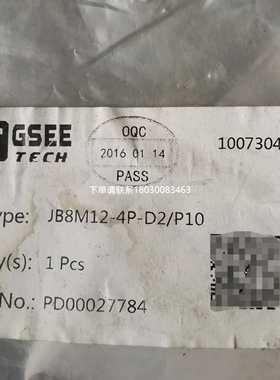 AGSEE
TECH
OQC
2016 01 14
PASS
1007304
下单请联系18030083463
ype: JB8M12-4P-D2/P10
y(s): 1 Pcs
No.: PD00027784